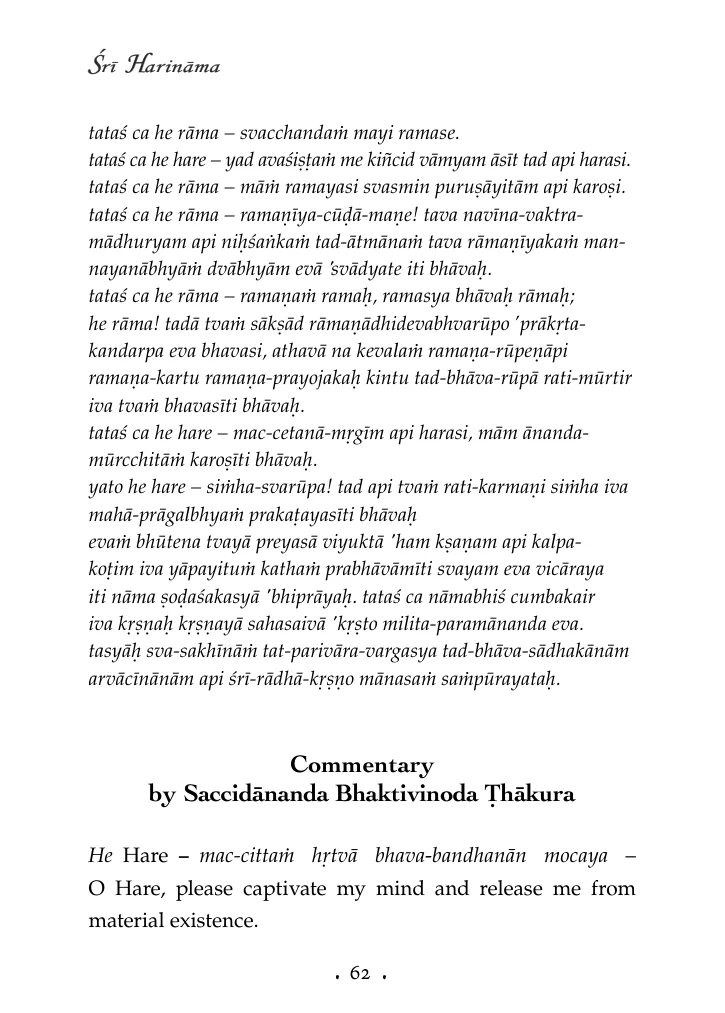 Śrī Harināma
tataś ca he rāma – svacchandaṁ mayi ramase.
tataś ca he hare – yad avaśiṣṭaṁ me kiñcid vāmyam āsīt tad api harasi.
tataś ca he rāma – māṁ ramayasi svasmin puruṣāyitām api karoṣi.
tataś ca he rāma – ramaṇīya-cūḍā-maṇe! tava navīna-vaktra-
mādhuryam api niḥśaṅkaṁ tad-ātmānaṁ tava rāmaṇīyakaṁ man-
nayanābhyāṁ dvābhyām evā 'svādyate iti bhāvaḥ.
tataś ca he rāma – ramaṇaṁ ramaḥ, ramasya bhāvaḥ rāmaḥ;
he rāma! tadā tvaṁ sākṣād rāmaṇādhidevabhvarūpo 'prākṛta-
kandarpa eva bhavasi, athavā na kevalaṁ ramaṇa-rūpeṇāpi
ramaṇa-kartu ramaṇa-prayojakaḥ kintu tad-bhāva-rūpā rati-mūrtir
iva tvaṁ bhavasīti bhāvaḥ.
tataś ca he hare – mac-cetanā-mṛgīm api harasi, mām ānanda-
mūrcchitāṁ karoṣīti bhāvaḥ.
yato he hare – siṁha-svarūpa! tad api tvaṁ rati-karmaṇi siṁha iva
mahā-prāgalbhyaṁ prakaṭayasīti bhāvaḥ
evaṁ bhūtena tvayā preyasā viyuktā 'ham kṣaṇam api kalpa-
koṭim iva yāpayituṁ kathaṁ prabhāvāmīti svayam eva vicāraya
iti nāma ṣoḍaśakasyā 'bhiprāyaḥ. tataś ca nāmabhiś cumbakair
iva kṛṣṇaḥ kṛṣṇayā sahasaivā 'kṛṣto milita-paramānanda eva.
tasyāḥ sva-sakhīnāṁ tat-parivāra-vargasya tad-bhāva-sādhakānām
arvācīnānām api śrī-rādhā-kṛṣṇo mānasaṁ saṁpūrayataḥ.
Commentary
by Saccidānanda Bhaktivinoda Ṭhākura
He Hare – mac-cittaṁ hṛtvā bhava-bandhanān mocaya –
O Hare, please captivate my mind and release me from
material existence.
• 62 •